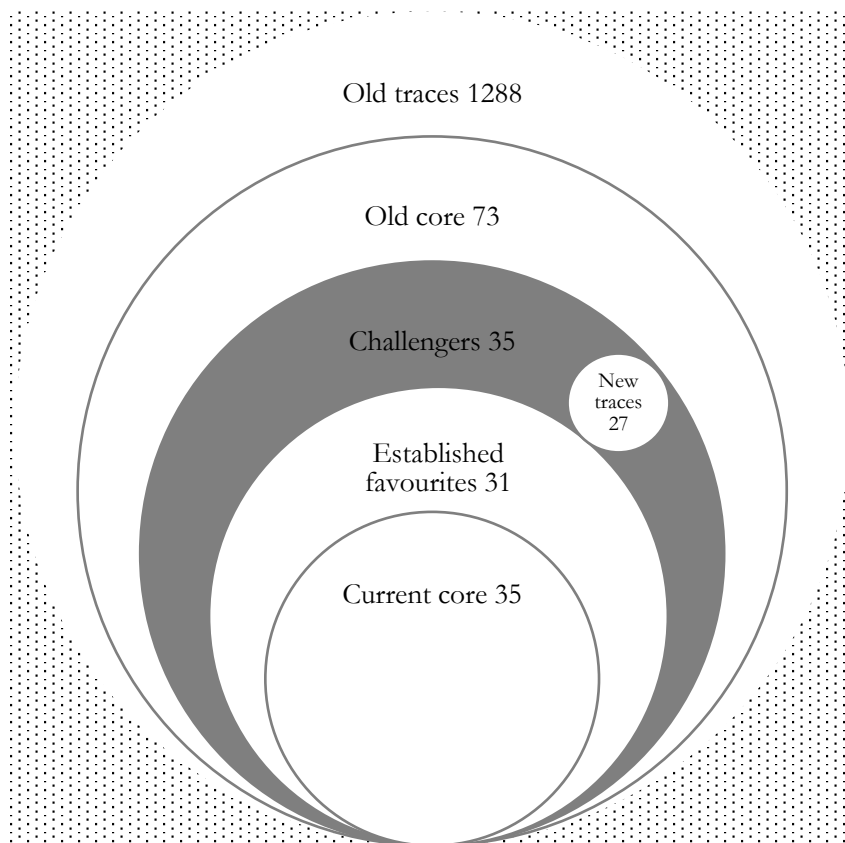 Old traces 1288
Old core 73
Challengers 35
New
traces
27
Established
favourites 31
Current core 35